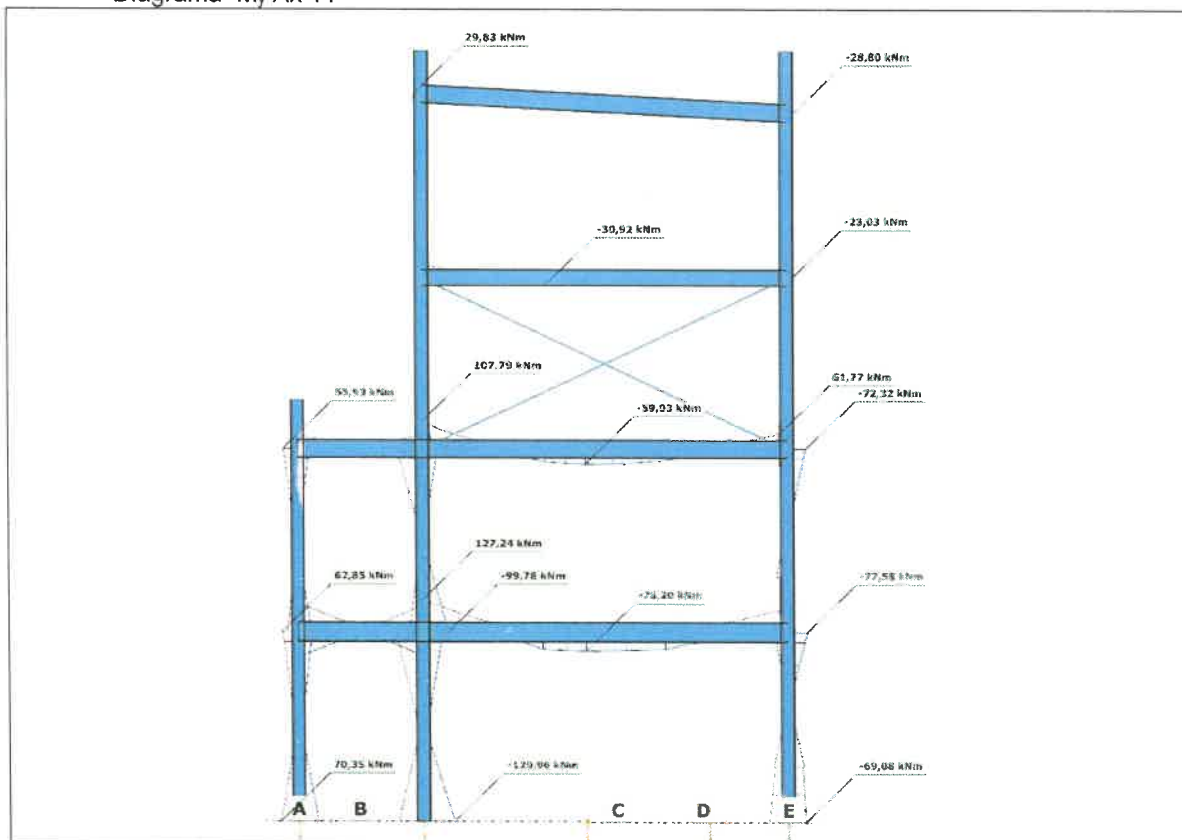 29,83 kNm
-28,80 kNm
-30,92 kNm
-23,03 kNm
107,79 kNm
61,77 kNm
-72,32 kNm
-59,93 kNm
127,24 kNm
62,85 kNm
-99,78 kNm
-77,58 kNm
70,35 kNm
-69,08 kNm
A B C D E